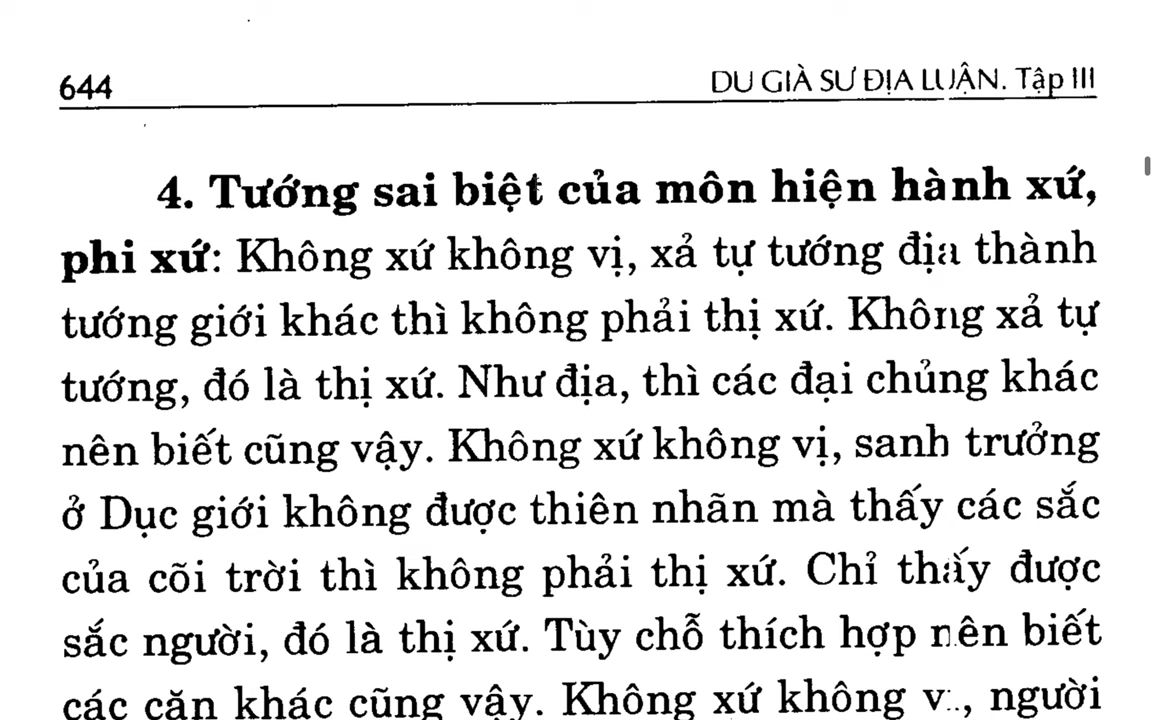 644
DU GIÀ SƯ ĐỊA LUẬN. Tập III
4. Tướng sai biệt của môn hiện hành xứ,
phi xứ: Không xứ không vị, xả tự tướng địa thành
tướng giới khác thì không phải thị xứ. Không xả tự
tướng, đó là thị xứ. Như địa, thì các đại chủng khác
nên biết cũng vậy. Không xứ không vị, sanh trưởng
ở Dục giới không được thiên nhãn mà thấy các sắc
của cõi trời thì không phải thị xứ. Chỉ thấy được
sắc người, đó là thị xứ. Tùy chỗ thích hợp nên biết
các căn khác cũng vậy. Không xứ không vị, người